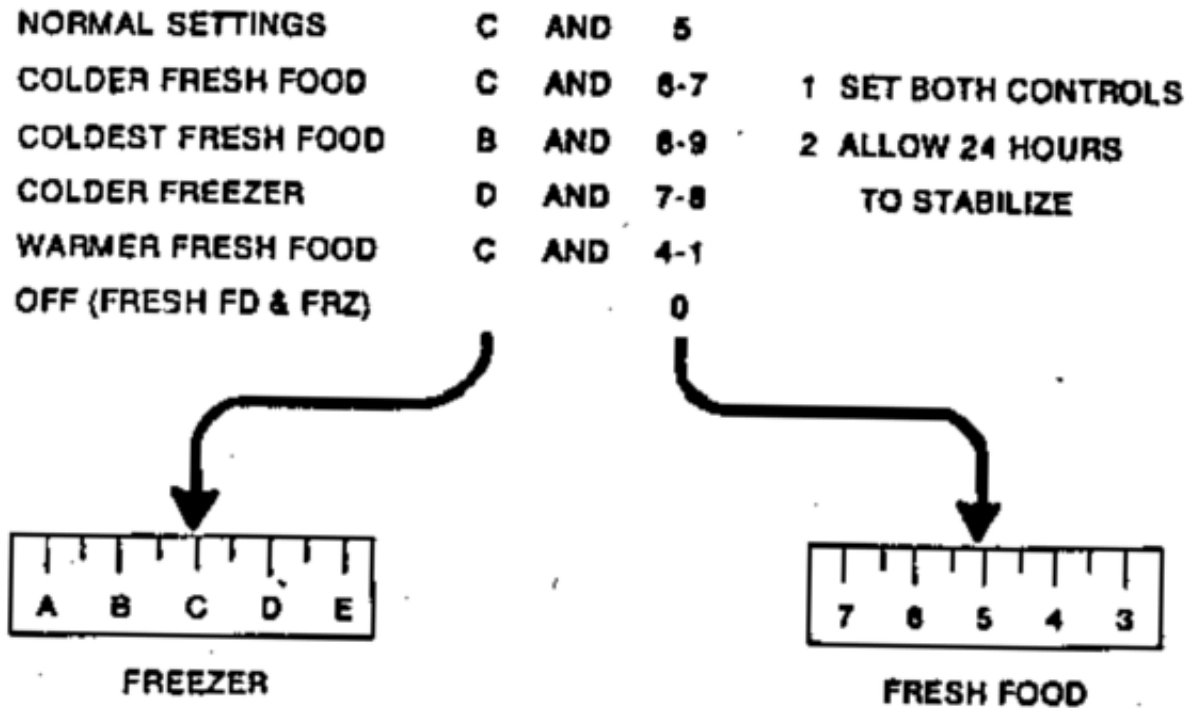 NORMAL SETTINGS C AND 5
COLDER FRESH FOOD C AND 6-7
COLDEST FRESH FOOD B AND 8-9
COLDER FREEZER D AND 7-8
WARMER FRESH FOOD C AND 4-1
OFF (FRESH FD & FRZ) 0
1 SET BOTH CONTROLS
2 ALLOW 24 HOURS
TO STABILIZE
A B C D E
FREEZER
7 6 5 4 3
FRESH FOOD